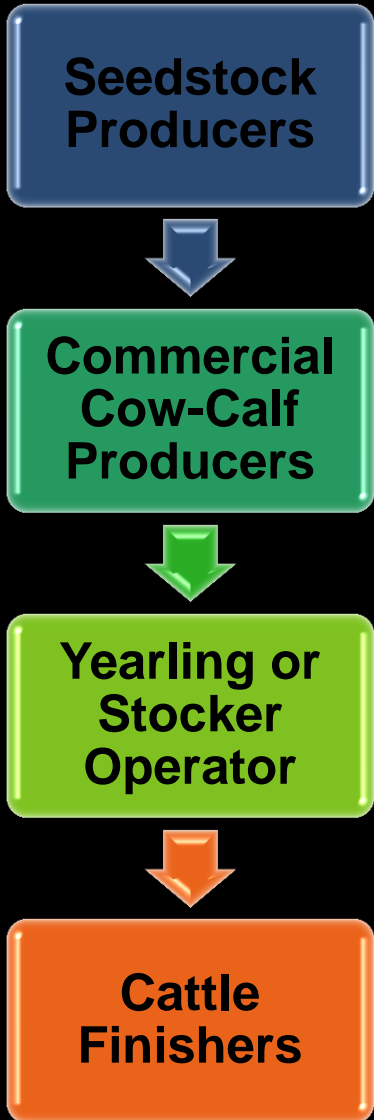 Seedstock
Producers
Commercial
Cow-Calf
Producers
Yearling or
Stocker
Operator
Cattle
Finishers